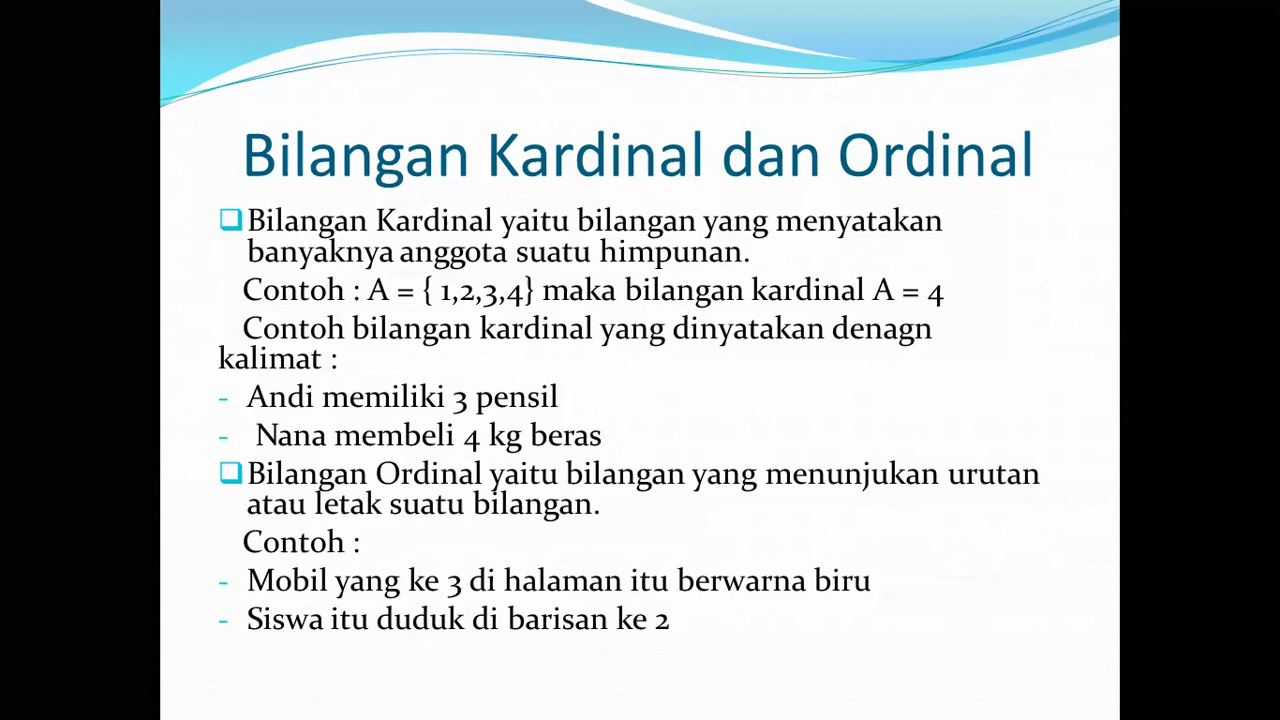 Bilangan Kardinal dan Ordinal
Bilangan Kardinal yaitu bilangan yang menyatakan
banyaknya anggota suatu himpunan.
Contoh : A = { 1,2,3,4} maka bilangan kardinal A = 4
Contoh bilangan kardinal yang dinyatakan denagn
kalimat :
- Andi memiliki 3 pensil
- Nana membeli 4 kg beras
Bilangan Ordinal yaitu bilangan yang menunjukan urutan
atau letak suatu bilangan.
Contoh :
- Mobil yang ke 3 di halaman itu berwarna biru
- Siswa itu duduk di barisan ke 2